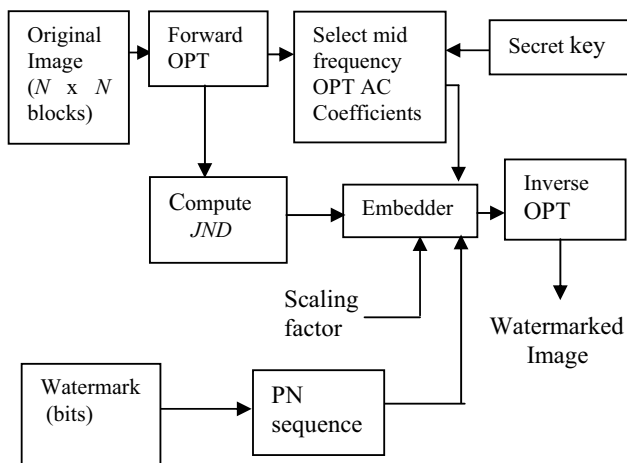 Original
Image
(N x N
blocks)
Forward
OPT
Select mid
frequency
OPT AC
Coefficients
Secret key
Compute
JND
Embedder
Inverse
OPT
Scaling
factor
Watermarked
Image
Watermark
(bits)
PN
sequence